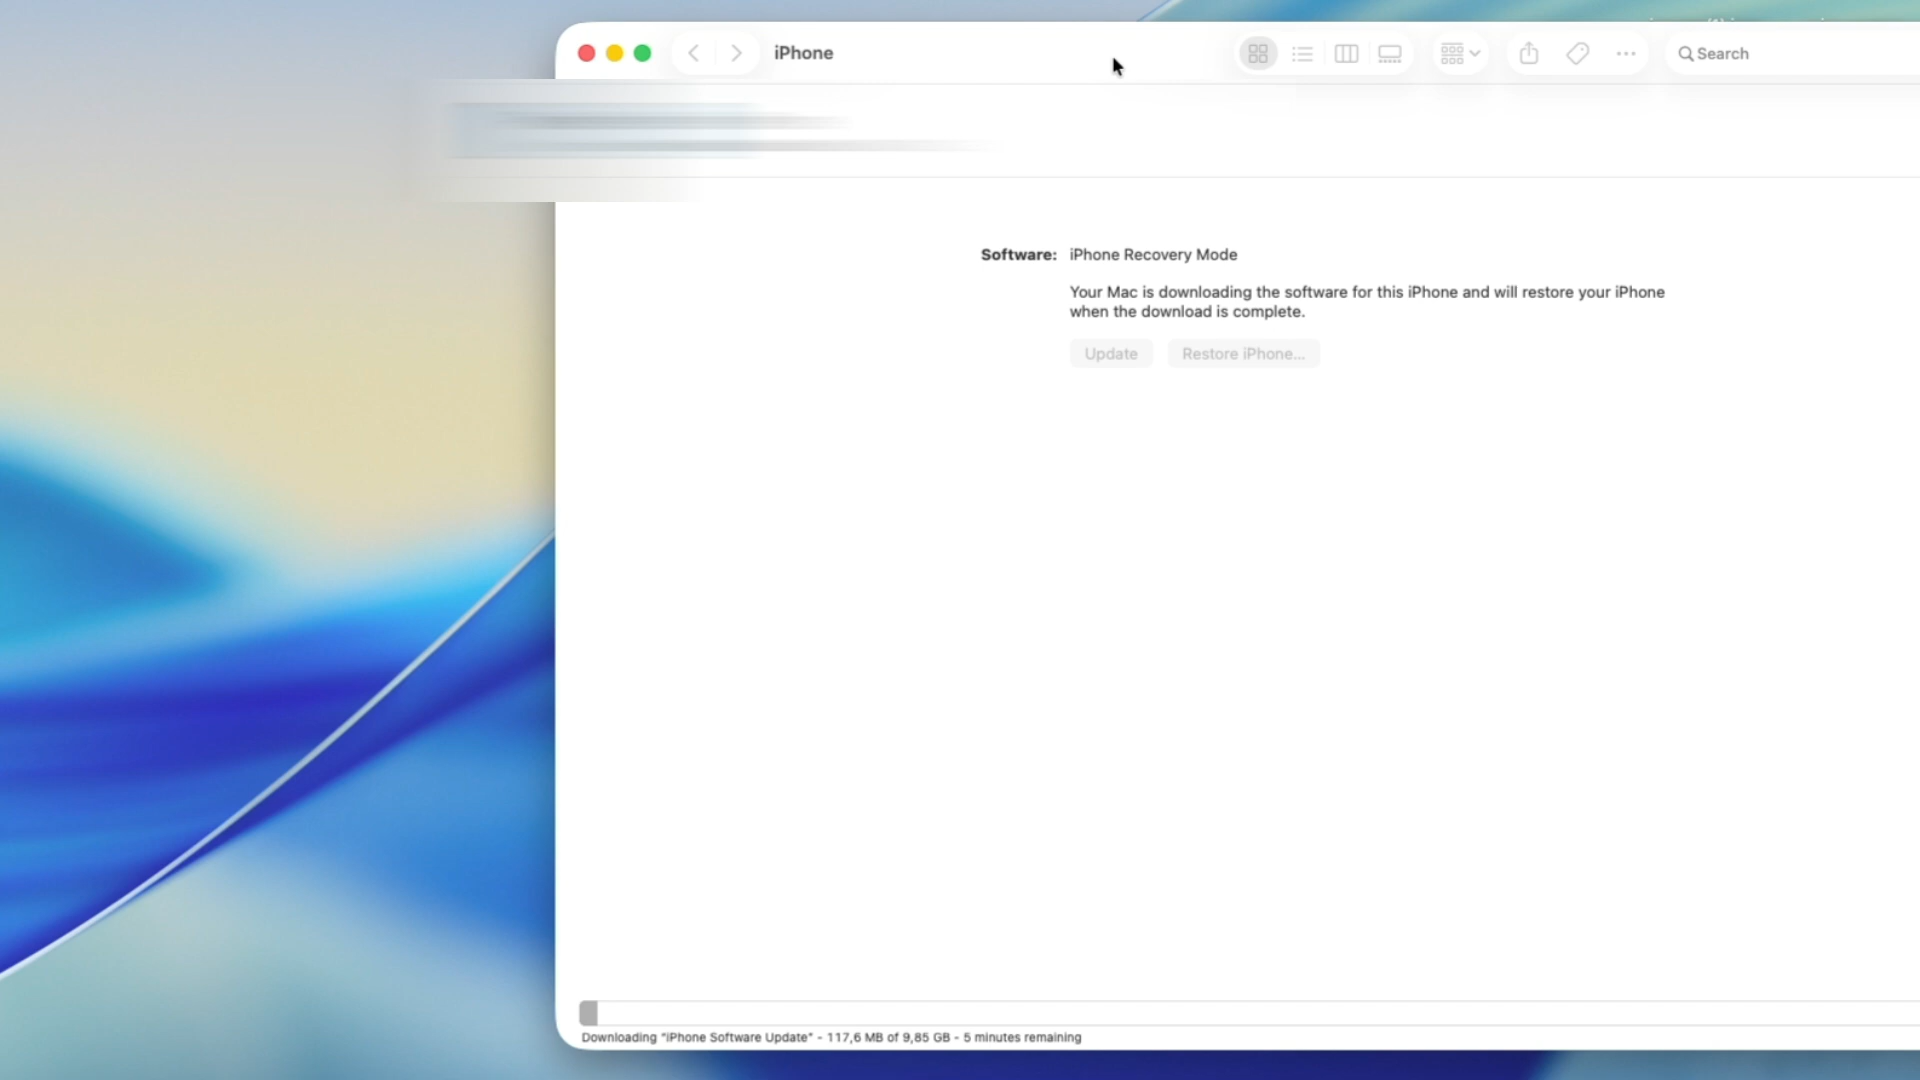 iPhone
Search
Software: iPhone Recovery Mode
Your Mac is downloading the software for this iPhone and will restore your iPhone
when the download is complete.
Update Restore iPhone...
Downloading "iPhone Software Update" - 117,6 MB of 9,85 GB - 5 minutes remaining